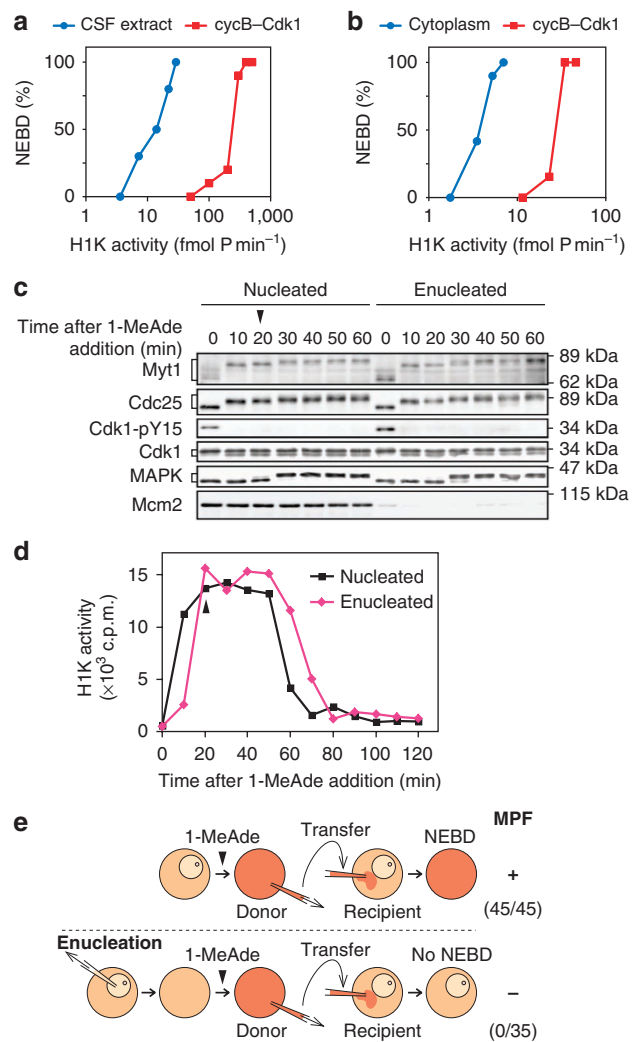 a
CSF extract cycB–Cdk1
NEBD (%)
100
50
0
1 10 100 1,000
H1K activity (fmol P min–1)
b
Cytoplasm cycB–Cdk1
NEBD (%)
100
50
0
1 10 100
H1K activity (fmol P min–1)
c
Nucleated Enucleated
Time after 1-MeAde
addition (min)
0 10 20 30 40 50 60 0 10 20 30 40 50 60
Myt1
89 kDa
62 kDa
Cdc25
89 kDa
Cdk1-pY15
34 kDa
Cdk1
34 kDa
MAPK
47 kDa
Mcm2
115 kDa
d
Nucleated
Enucleated
H1K activity
(×103 c.p.m.)
15
10
5
0
0 20 40 60 80 100 120
Time after 1-MeAde addition (min)
e
MPF
1-MeAde Transfer NEBD
Donor Recipient
+
(45/45)
Enucleation
1-MeAde Transfer No NEBD
Donor Recipient
–
(0/35)